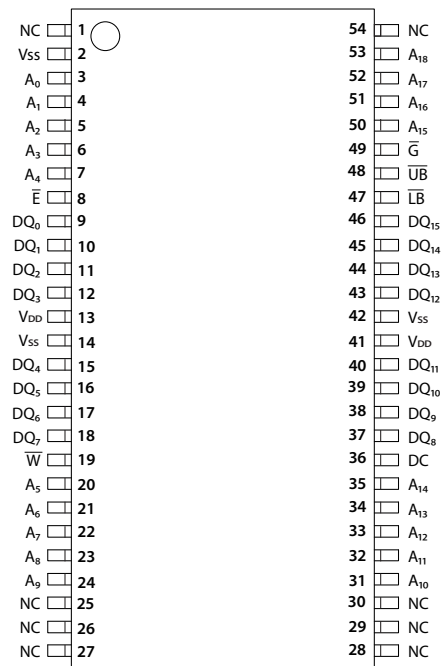 NC 1 54 NC
Vss 2 53 A₁₈
A₀ 3 52 A₁₇
A₁ 4 51 A₁₆
A₂ 5 50 A₁₅
A₃ 6 49 G̅
A₄ 7 48 U̅B̅
E̅ 8 47 L̅B̅
DQ₀ 9 46 DQ₁₅
DQ₁ 10 45 DQ₁₄
DQ₂ 11 44 DQ₁₃
DQ₃ 12 43 DQ₁₂
VDD 13 42 Vss
Vss 14 41 VDD
DQ₄ 15 40 DQ₁₁
DQ₅ 16 39 DQ₁₀
DQ₆ 17 38 DQ₉
DQ₇ 18 37 DQ₈
W̅ 19 36 DC
A₅ 20 35 A₁₄
A₆ 21 34 A₁₃
A₇ 22 33 A₁₂
A₈ 23 32 A₁₁
A₉ 24 31 A₁₀
NC 25 30 NC
NC 26 29 NC
NC 27 28 NC